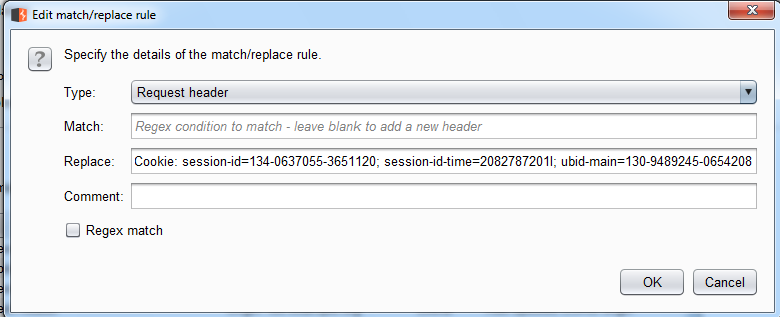 Edit match/replace rule
Specify the details of the match/replace rule.
Type: Request header
Match: Regex condition to match - leave blank to add a new header
Replace: Cookie: session-id=134-0637055-3651120; session-id-time=2082787201l; ubid-main=130-9489245-0654208
Comment:
Regex match
OK Cancel